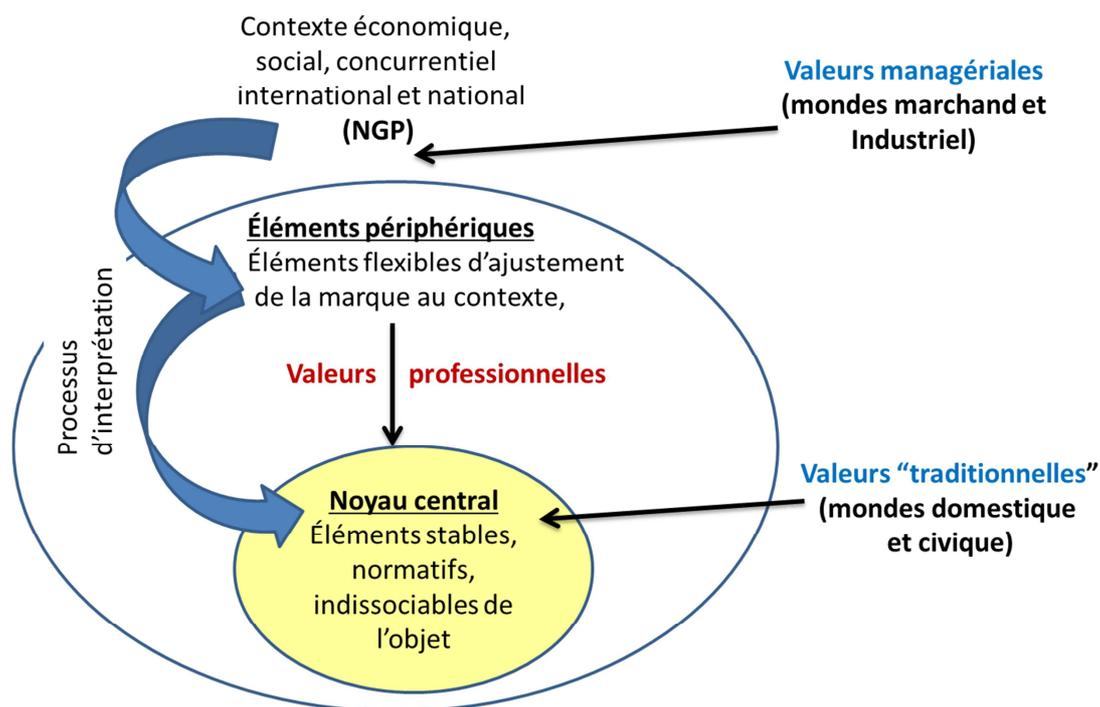 Contexte économique,
social, concurrentiel
international et national
(NGP)
Valeurs managériales
(mondes marchand et
Industriel)
Éléments périphériques
Éléments flexibles d’ajustement
de la marque au contexte,
Processus
d’interprétation
Valeurs professionnelles
Valeurs “traditionnelles”
(mondes domestique
et civique)
Noyau central
Éléments stables,
normatifs,
indissociables de
l’objet